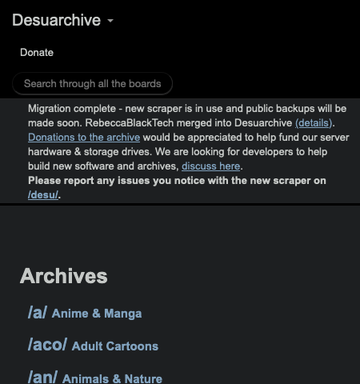 Desuarchive
Donate
Search through all the boards
Migration complete - new scraper is in use and public backups will be
made soon. RebeccaBlackTech merged into Desuarchive (details).
Donations to the archive would be appreciated to help fund our server
hardware & storage drives. We are looking for developers to help
build new software and archives, discuss here.
Please report any issues you notice with the new scraper on
/desu/.
Archives
/a/ Anime & Manga
/aco/ Adult Cartoons
/an/ Animals & Nature